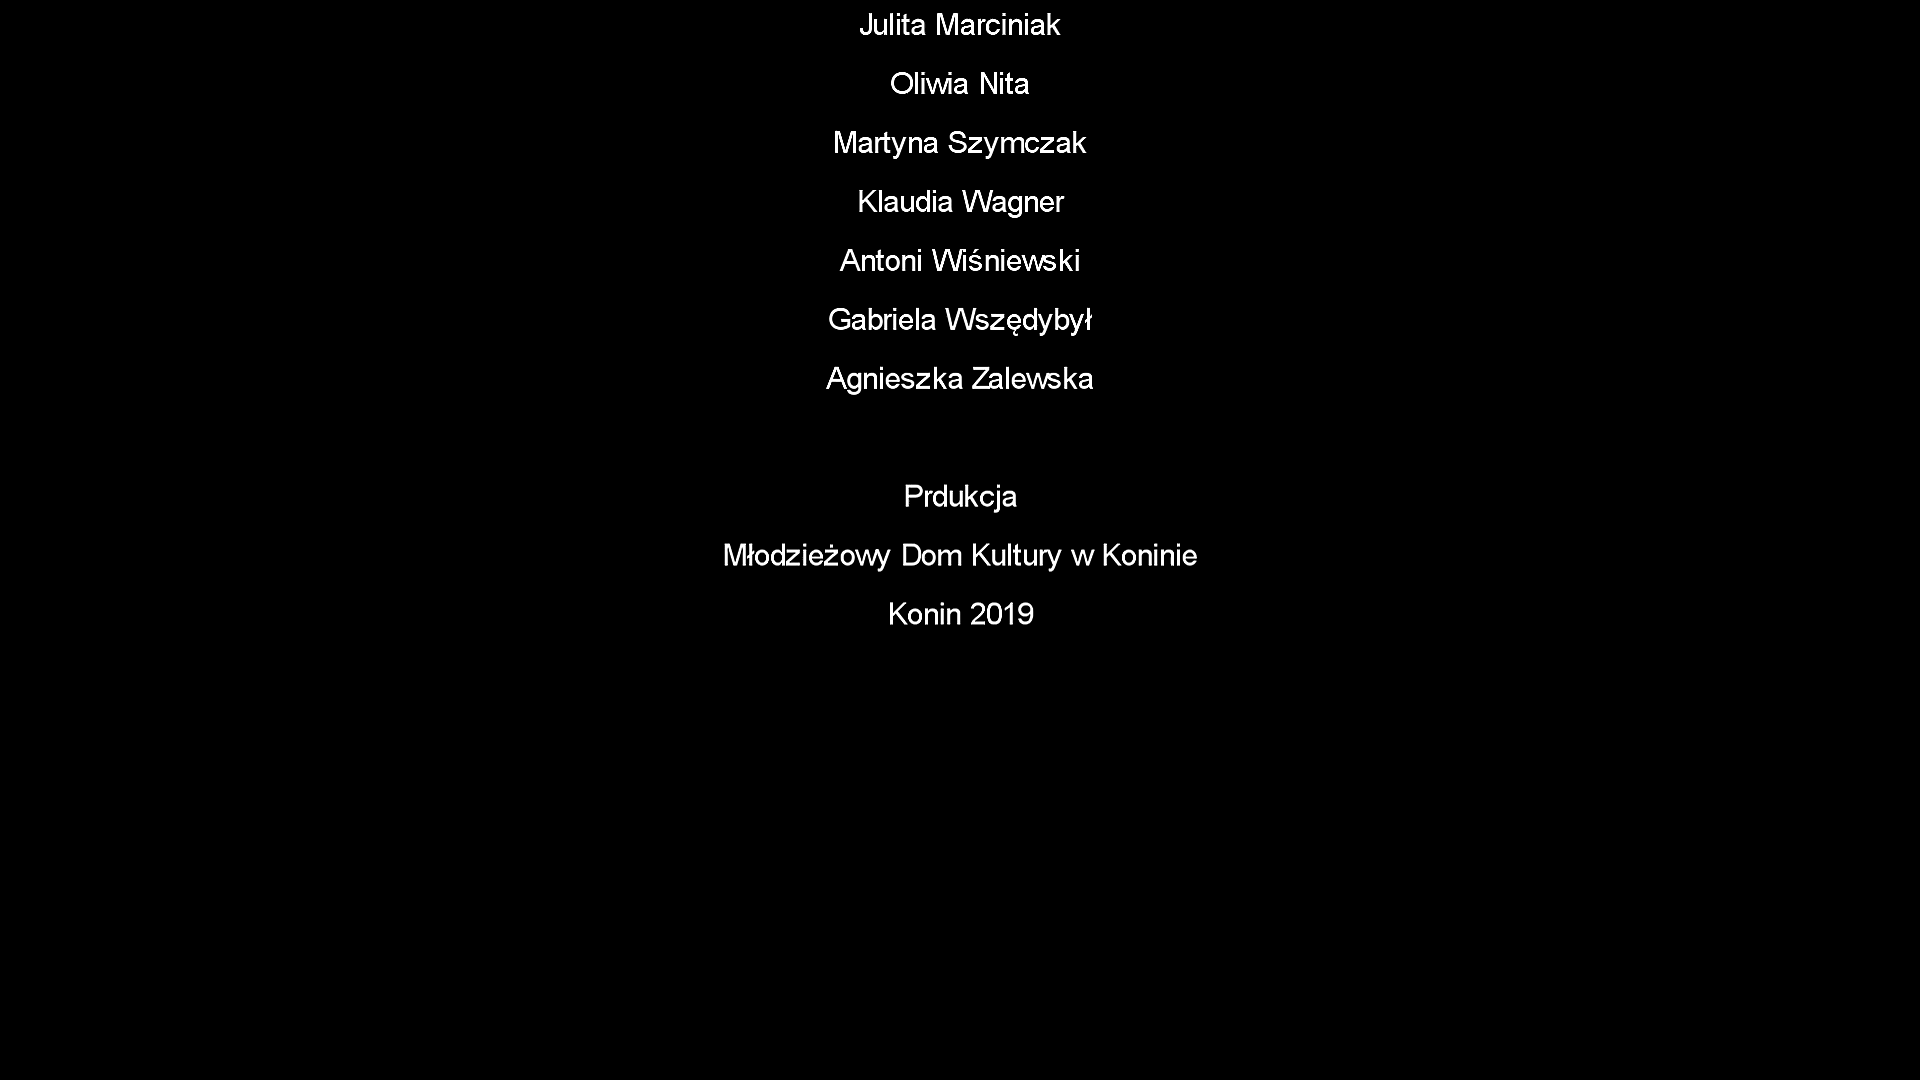 Julita Marciniak
Oliwia Nita
Martyna Szymczak
Klaudia Wagner
Antoni Wiśniewski
Gabriela Wszędybył
Agnieszka Zalewska
Prdukcja
Młodzieżowy Dom Kultury w Koninie
Konin 2019